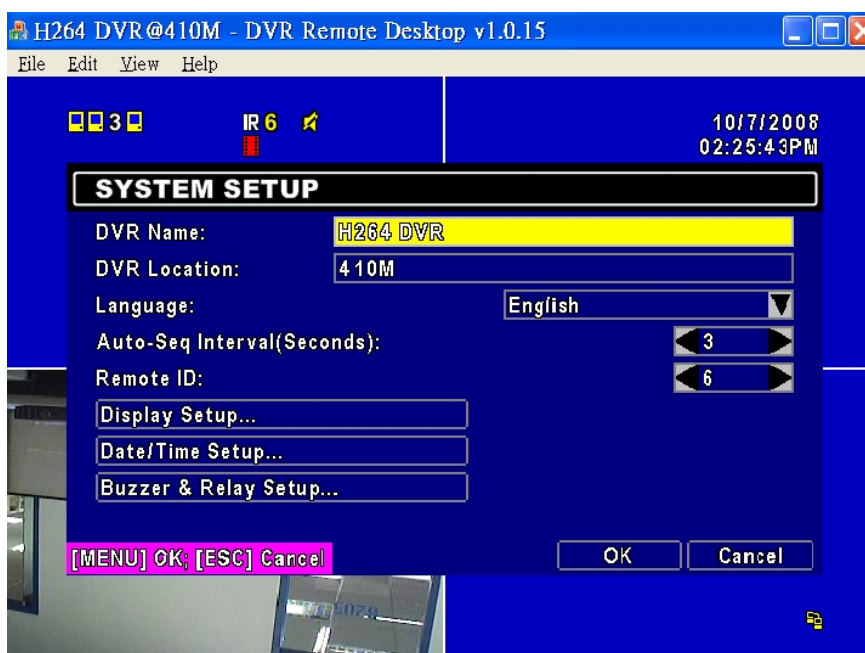 H264 DVR@410M - DVR Remote Desktop v1.0.15
File Edit View Help
3 IR 6 10/7/2008
02:25:43PM
SYSTEM SETUP
DVR Name: H264 DVR
DVR Location: 410M
Language: English
Auto-Seq Interval(Seconds): 3
Remote ID: 6
Display Setup...
Date/Time Setup...
Buzzer & Relay Setup...
[MENU] OK; [ESC] Cancel OK Cancel